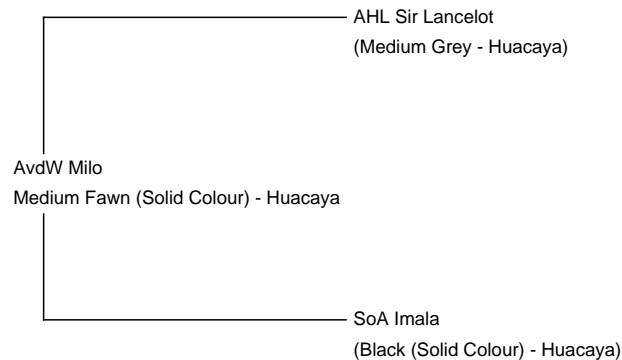 AHL Sir Lancelot
(Medium Grey - Huacaya)
AvdW Milo
Medium Fawn (Solid Colour) - Huacaya
SoA Imala
(Black (Solid Colour) - Huacaya)